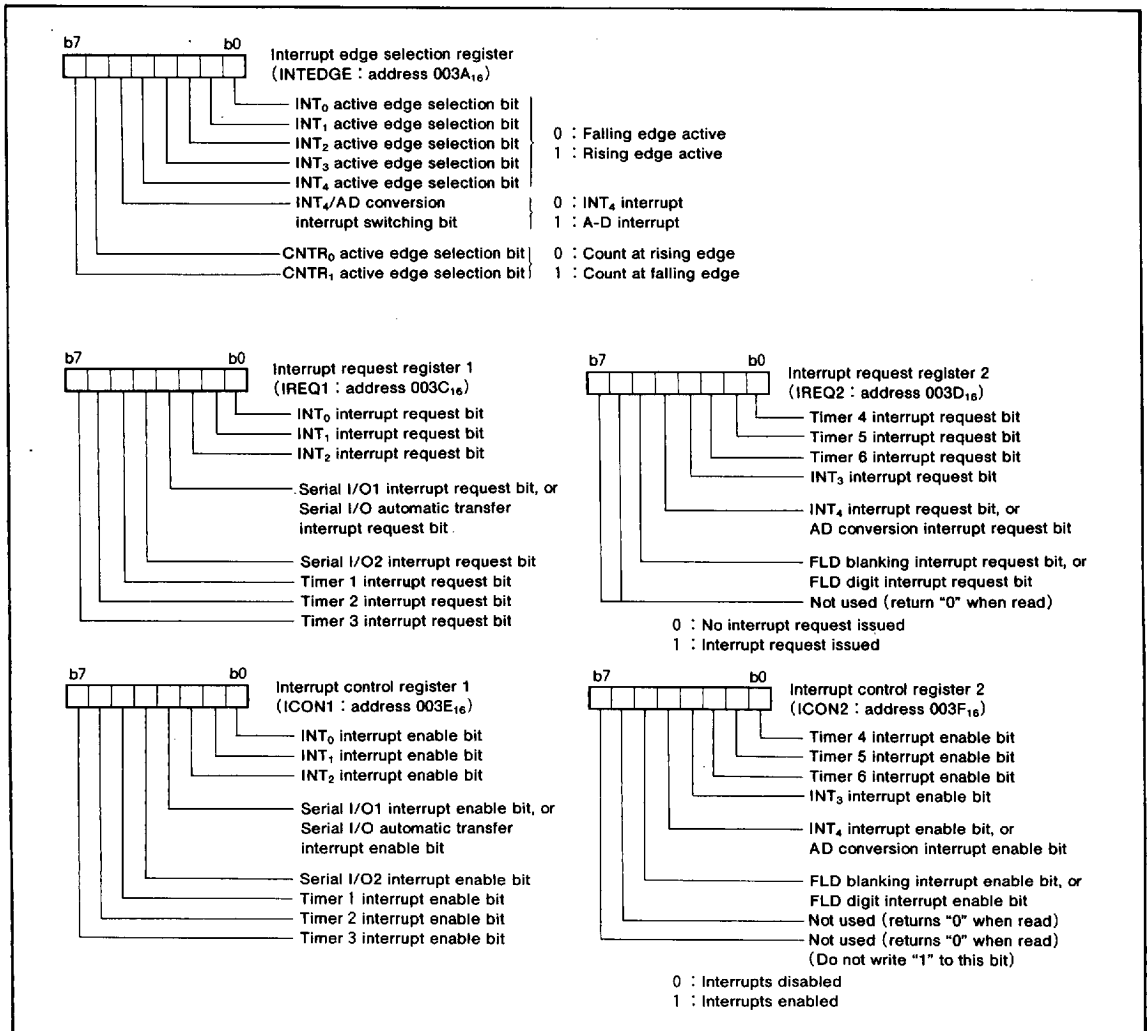 b7 b0
Interrupt edge selection register
(INTEDGE : address 003A₁₆)
INT₀ active edge selection bit
INT₁ active edge selection bit
INT₂ active edge selection bit
INT₃ active edge selection bit
INT₄ active edge selection bit
0 : Falling edge active
1 : Rising edge active
INT₄/AD conversion
interrupt switching bit
0 : INT₄ interrupt
1 : A-D interrupt
CNTR₀ active edge selection bit
CNTR₁ active edge selection bit
0 : Count at rising edge
1 : Count at falling edge
b7 b0
Interrupt request register 1
(IREQ1 : address 003C₁₆)
INT₀ interrupt request bit
INT₁ interrupt request bit
INT₂ interrupt request bit
Serial I/O1 interrupt request bit, or
Serial I/O automatic transfer
interrupt request bit
Serial I/O2 interrupt request bit
Timer 1 interrupt request bit
Timer 2 interrupt request bit
Timer 3 interrupt request bit
b7 b0
Interrupt request register 2
(IREQ2 : address 003D₁₆)
Timer 4 interrupt request bit
Timer 5 interrupt request bit
Timer 6 interrupt request bit
INT₃ interrupt request bit
INT₄ interrupt request bit, or
AD conversion interrupt request bit
FLD blanking interrupt request bit, or
FLD digit interrupt request bit
Not used (return "0" when read)
0 : No interrupt request issued
1 : Interrupt request issued
b7 b0
Interrupt control register 1
(ICON1 : address 003E₁₆)
INT₀ interrupt enable bit
INT₁ interrupt enable bit
INT₂ interrupt enable bit
Serial I/O1 interrupt enable bit, or
Serial I/O automatic transfer
interrupt enable bit
Serial I/O2 interrupt enable bit
Timer 1 interrupt enable bit
Timer 2 interrupt enable bit
Timer 3 interrupt enable bit
b7 b0
Interrupt control register 2
(ICON2 : address 003F₁₆)
Timer 4 interrupt enable bit
Timer 5 interrupt enable bit
Timer 6 interrupt enable bit
INT₃ interrupt enable bit
INT₄ interrupt enable bit, or
AD conversion interrupt enable bit
FLD blanking interrupt enable bit, or
FLD digit interrupt enable bit
Not used (returns "0" when read)
Not used (returns "0" when read)
(Do not write "1" to this bit)
0 : Interrupts disabled
1 : Interrupts enabled